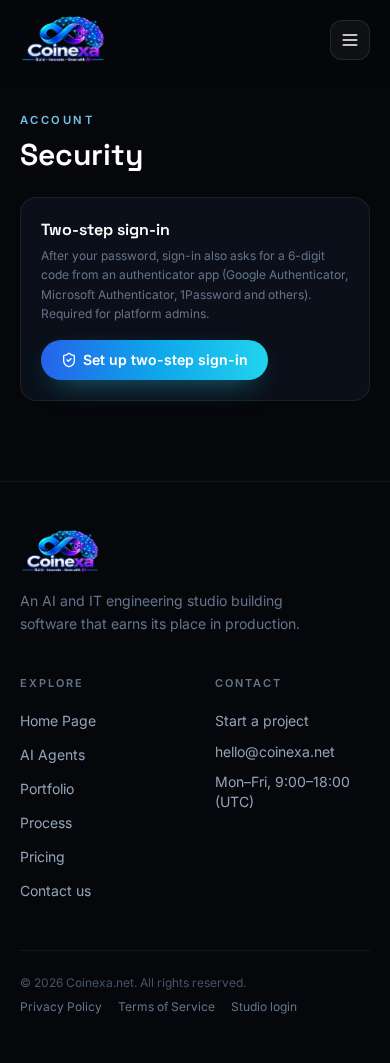 Coinexa
ACCOUNT
Security
Two-step sign-in
After your password, sign-in also asks for a 6-digit
code from an authenticator app (Google Authenticator,
Microsoft Authenticator, 1Password and others).
Required for platform admins.
Set up two-step sign-in
Coinexa
An AI and IT engineering studio building
software that earns its place in production.
EXPLORE
Home Page
AI Agents
Portfolio
Process
Pricing
Contact us
CONTACT
Start a project
hello@coinexa.net
Mon–Fri, 9:00–18:00
(UTC)
© 2026 Coinexa.net. All rights reserved.
Privacy Policy Terms of Service Studio login